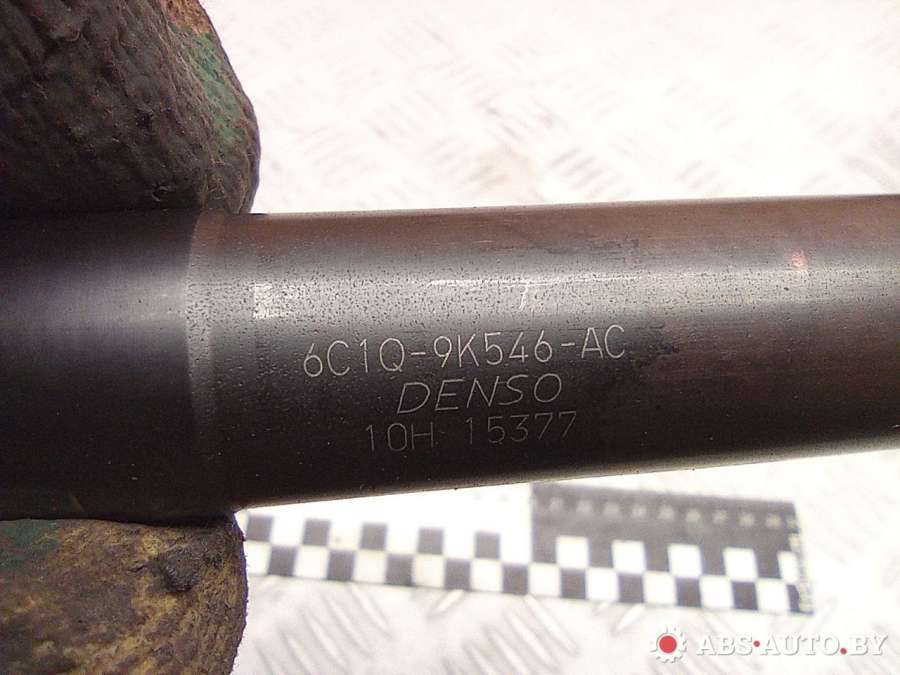 6C1Q-9K546-AC
DENSO
10H 15377
ABS-AUTO.BY